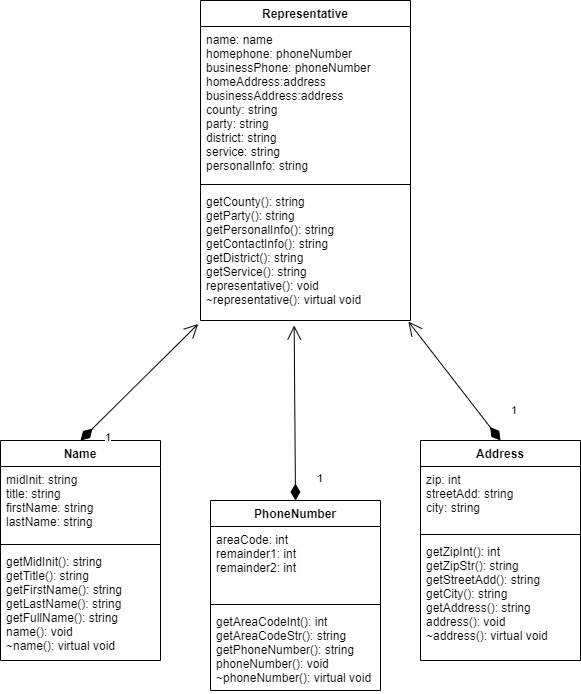 Representative
name: name
homephone: phoneNumber
businessPhone: phoneNumber
homeAddress:address
businessAddress:address
county: string
party: string
district: string
service: string
personalInfo: string
getCounty(): string
getParty(): string
getPersonalInfo(): string
getContactInfo(): string
getDistrict(): string
getService(): string
representative(): void
~representative(): virtual void
1
Name
midInit: string
title: string
firstName: string
lastName: string
getMidInit(): string
getTitle(): string
getFirstName(): string
getLastName(): string
getFullName(): string
name(): void
~name(): virtual void
1
PhoneNumber
areaCode: int
remainder1: int
remainder2: int
getAreaCodeInt(): int
getAreaCodeStr(): string
getPhoneNumber(): string
phoneNumber(): void
~phoneNumber(): virtual void
1
Address
zip: int
streetAdd: string
city: string
getZipInt(): int
getZipStr(): string
getStreetAdd(): string
getCity(): string
getAddress(): string
address(): void
~address(): virtual void